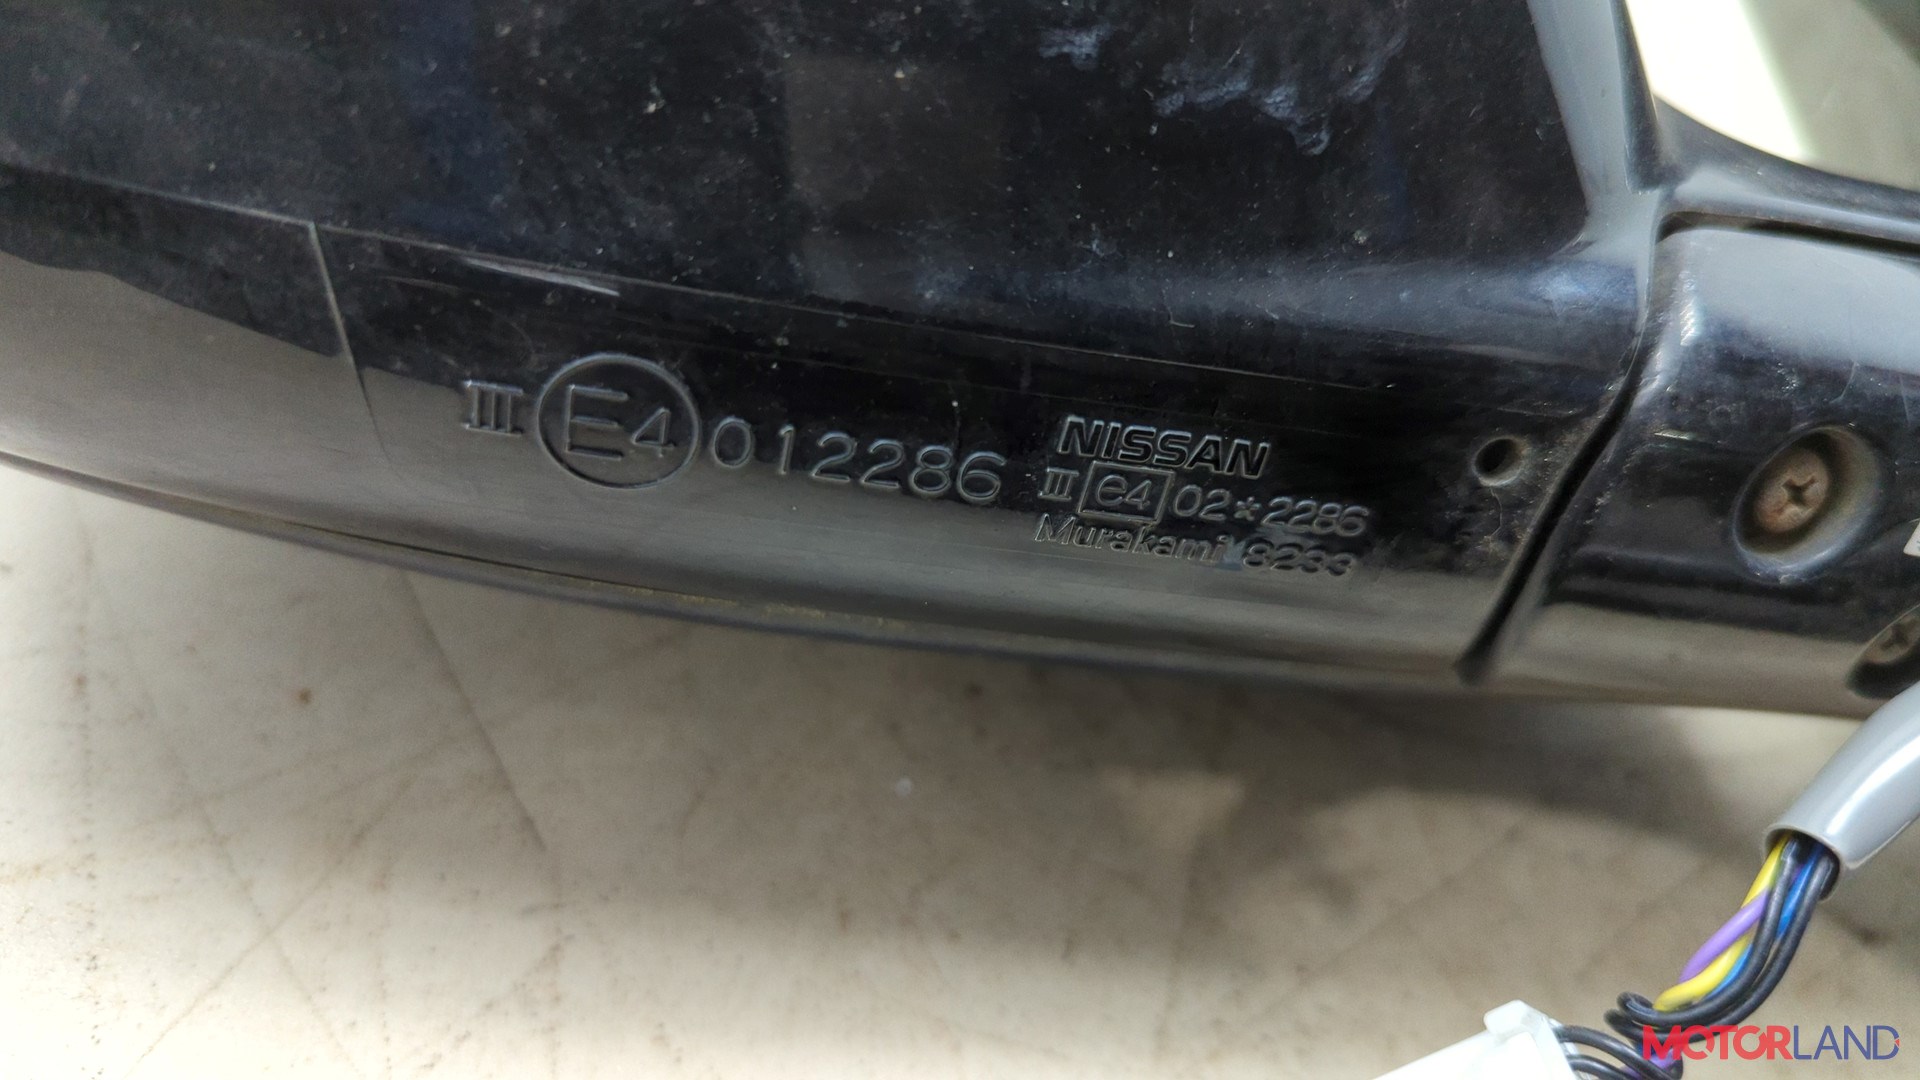 III E4 012286
NISSAN
III e4 02*2286
Murakami 8233
MOTORLAND